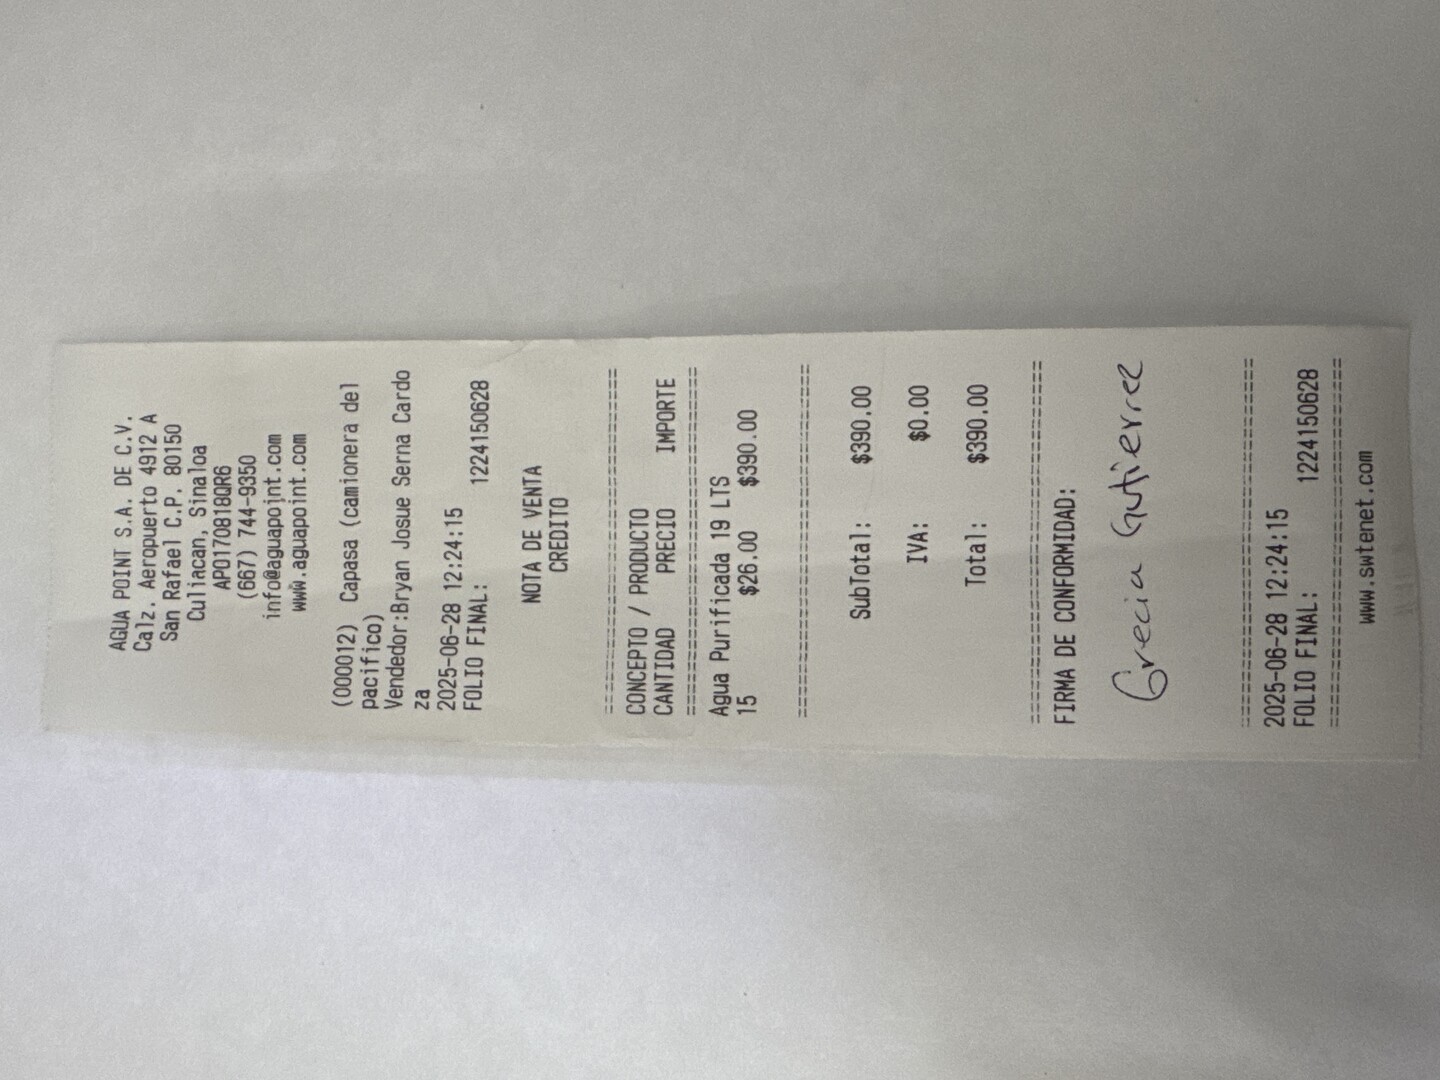 AGUA POINT S.A. DE C.V.
Calz. Aeropuerto 4912 A
San Rafael C.P. 80150
Culiacan, Sinaloa
APO170818QR6
(667) 744-9350
info@aguapoint.com
www.aguapoint.com
(000012) Capasa (camionera del
pacifico)
Vendedor:Bryan Josue Serna Cardo
za
2025-06-28 12:24:15
FOLIO FINAL: 1224150628
NOTA DE VENTA
CREDITO
================================
CONCEPTO / PRODUCTO
CANTIDAD PRECIO IMPORTE
================================
Agua Purificada 19 LTS
15 $26.00 $390.00
================================
SubTotal: $390.00
IVA: $0.00
Total: $390.00
================================
FIRMA DE CONFORMIDAD:
Grecia Gutierrez
================================
2025-06-28 12:24:15
FOLIO FINAL: 1224150628
================================
www.swtenet.com